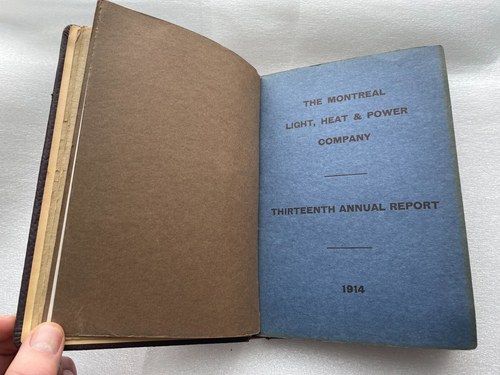 THE MONTREAL
LIGHT, HEAT & POWER
COMPANY
THIRTEENTH ANNUAL REPORT
1914